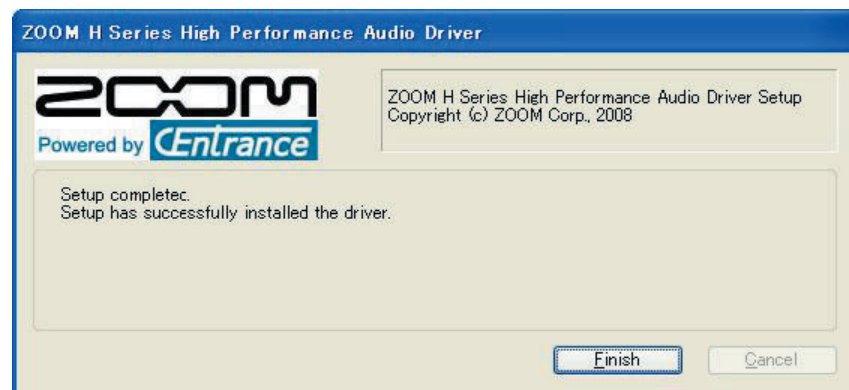 ZOOM H Series High Performance Audio Driver
ZOOM
Powered by CEntrance
ZOOM H Series High Performance Audio Driver Setup
Copyright (c) ZOOM Corp., 2008
Setup completec.
Setup has successfully installed the driver.
Finish
Cancel